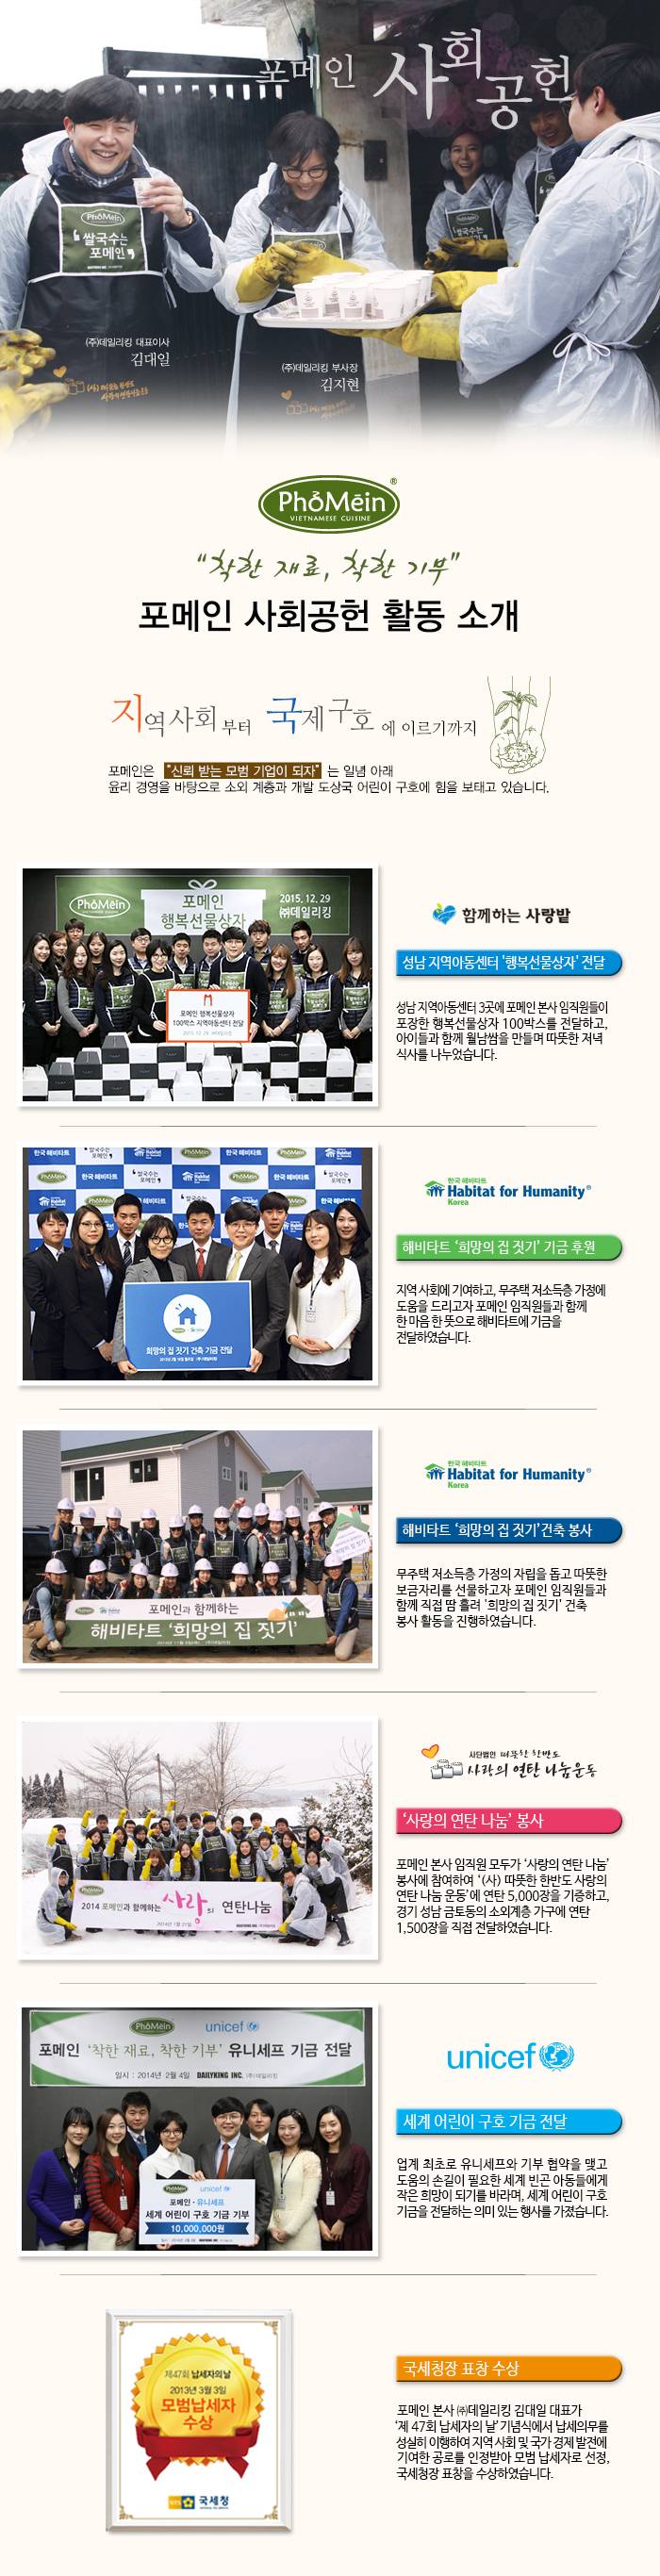 포메인 사회공헌
PhỏMein
쌀국수는
포메인
(주)데일리킹 대표이사
김대일
(주)데일리킹 부사장
김지현
PhỏMēin®
VIETNAMESE CUISINE
“착한 재료, 착한 기부”
포메인 사회공헌 활동 소개
지역사회 부터 국제구호 에 이르기까지
포메인은 "신뢰 받는 모범 기업이 되자" 는 일념 아래
윤리 경영을 바탕으로 소외 계층과 개발 도상국 어린이 구호에 힘을 보태고 있습니다.
PhỏMēin
포메인
행복선물상자
2015. 12. 29
㈜데일리킹
포메인 행복선물상자
100박스 지역아동센터 전달
함께하는 사랑밭
성남 지역아동센터 '행복선물상자' 전달
성남 지역아동센터 3곳에 포메인 본사 임직원들이
포장한 행복선물상자 100박스를 전달하고,
아이들과 함께 월남쌈을 만들며 따뜻한 저녁
식사를 나누었습니다.
희망의 집 짓기 건축 기금 전달
한국 해비타트
Habitat for Humanity®
Korea
해비타트 ‘희망의 집 짓기’ 기금 후원
지역 사회에 기여하고, 무주택 저소득층 가정에
도움을 드리고자 포메인 임직원들과 함께
한 마음 한 뜻으로 해비타트에 기금을
전달하였습니다.
포메인과 함께하는
해비타트 ‘희망의 집 짓기’
한국 해비타트
Habitat for Humanity®
Korea
해비타트 ‘희망의 집 짓기’건축 봉사
무주택 저소득층 가정의 자립을 돕고 따뜻한
보금자리를 선물하고자 포메인 임직원들과
함께 직접 땀 흘려 '희망의 집 짓기' 건축
봉사 활동을 진행하였습니다.
2014 포메인과 함께하는 사랑의 연탄나눔
2014년 1월 21일
사단법인 따뜻한 한반도
사랑의 연탄 나눔운동
‘사랑의 연탄 나눔’ 봉사
포메인 본사 임직원 모두가 ‘사랑의 연탄 나눔’
봉사에 참여하여 ‘(사) 따뜻한 한반도 사랑의
연탄 나눔 운동’에 연탄 5,000장을 기증하고,
경기 성남 금토동의 소외계층 가구에 연탄
1,500장을 직접 전달하였습니다.
PhỏMēin unicef
포메인 ‘착한 재료, 착한 기부’ 유니세프 기금 전달
일시 : 2014년 2월 4일 DAILYKING INC. (주)데일리킹
PhỏMēin unicef
포메인 · 유니세프
세계 어린이 구호 기금 기부
10,000,000원
unicef
세계 어린이 구호 기금 전달
업계 최초로 유니세프와 기부 협약을 맺고
도움의 손길이 필요한 세계 빈곤 아동들에게
작은 희망이 되기를 바라며, 세계 어린이 구호
기금을 전달하는 의미 있는 행사를 가졌습니다.
제47회 납세자의날
2013년 3월 3일
모범납세자
수상
NTS 국세청
국세청장 표창 수상
포메인 본사 ㈜데일리킹 김대일 대표가
‘제 47회 납세자의 날’ 기념식에서 납세의무를
성실히 이행하여 지역 사회 및 국가 경제 발전에
기여한 공로를 인정받아 모범 납세자로 선정,
국세청장 표창을 수상하였습니다.